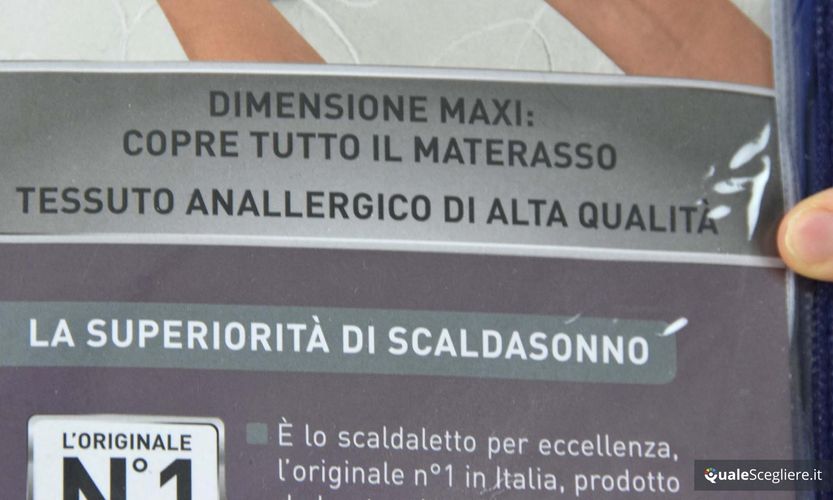 DIMENSIONE MAXI:
COPRE TUTTO IL MATERASSO
TESSUTO ANALLERGICO DI ALTA QUALITÀ
LA SUPERIORITÀ DI SCALDASONNO
L'ORIGINALE
N°1
È lo scaldaletto per eccellenza,
l'originale n°1 in Italia, prodotto
QualeScegliere.it